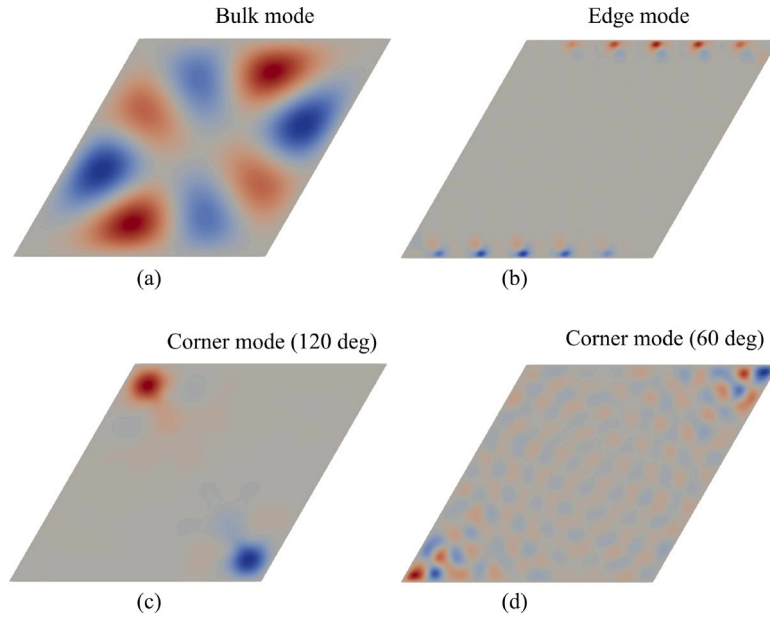 Bulk mode
Edge mode
(a)
(b)
Corner mode (120 deg)
Corner mode (60 deg)
(c)
(d)